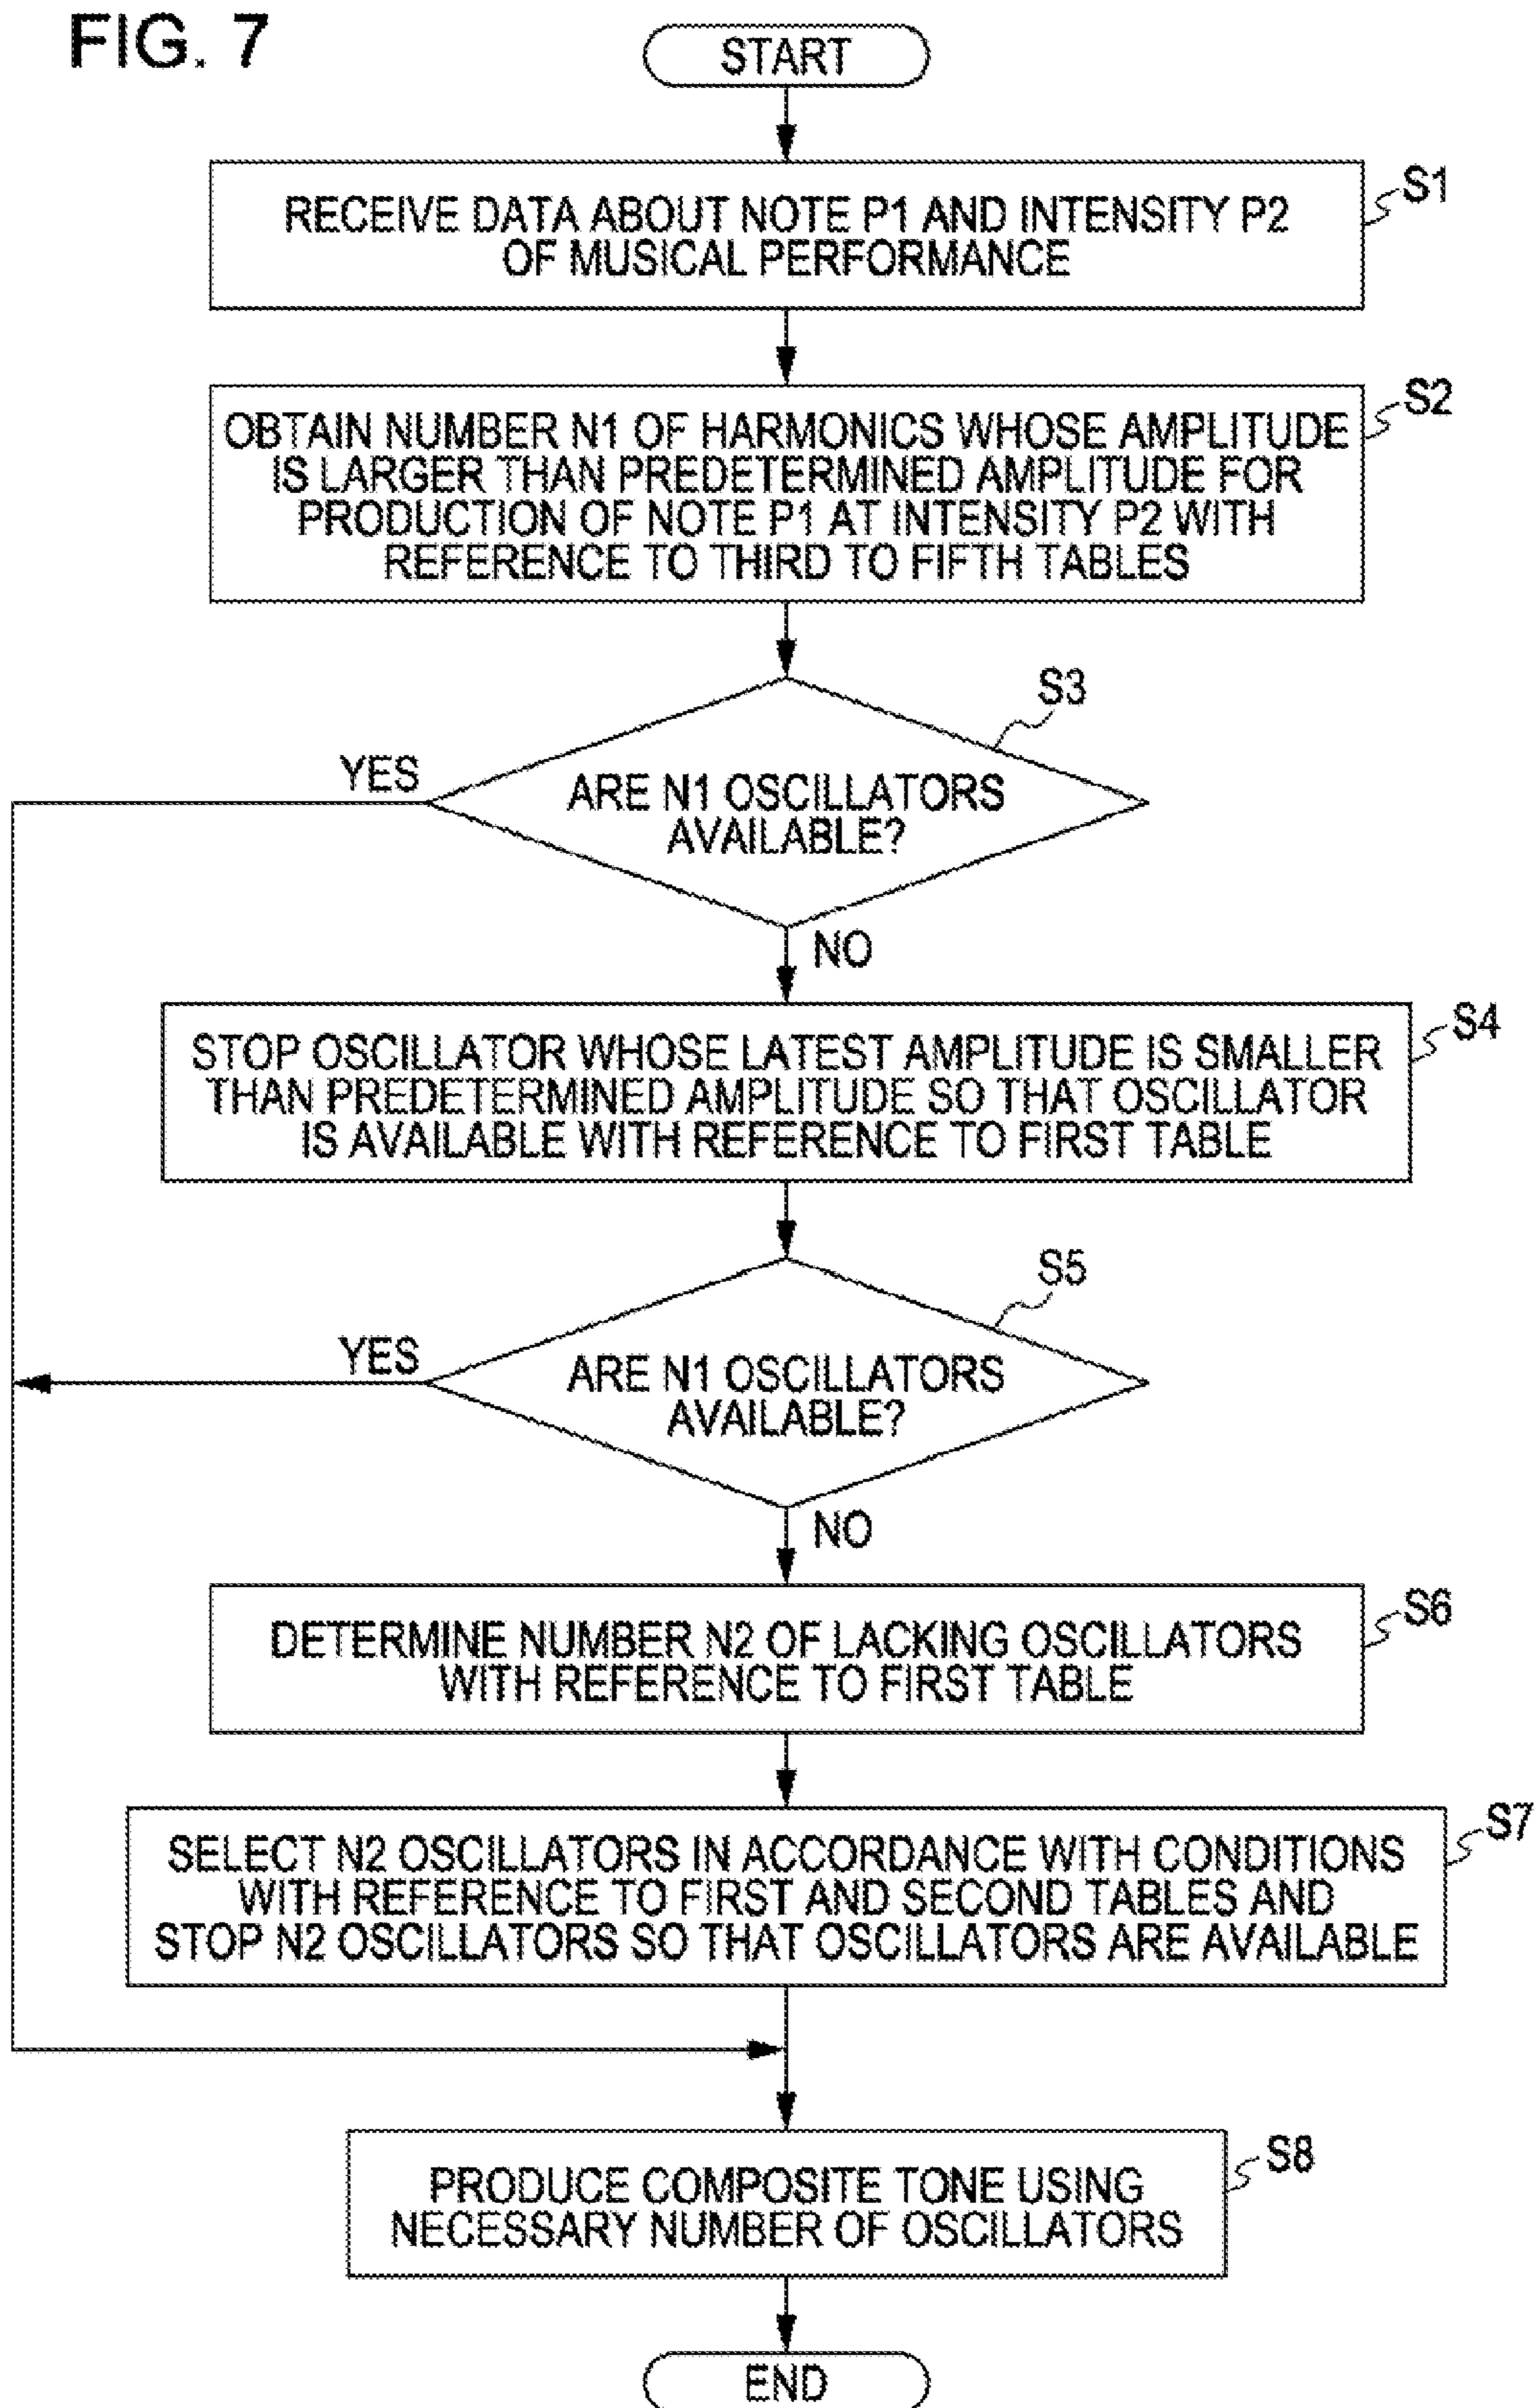 FIG. 7
START
S1
RECEIVE DATA ABOUT NOTE P1 AND INTENSITY P2
OF MUSICAL PERFORMANCE
S2
OBTAIN NUMBER N1 OF HARMONICS WHOSE AMPLITUDE
IS LARGER THAN PREDETERMINED AMPLITUDE FOR
PRODUCTION OF NOTE P1 AT INTENSITY P2 WITH
REFERENCE TO THIRD TO FIFTH TABLES
S3
YES
ARE N1 OSCILLATORS
AVAILABLE?
NO
S4
STOP OSCILLATOR WHOSE LATEST AMPLITUDE IS SMALLER
THAN PREDETERMINED AMPLITUDE SO THAT OSCILLATOR
IS AVAILABLE WITH REFERENCE TO FIRST TABLE
S5
YES
ARE N1 OSCILLATORS
AVAILABLE?
NO
S6
DETERMINE NUMBER N2 OF LACKING OSCILLATORS
WITH REFERENCE TO FIRST TABLE
S7
SELECT N2 OSCILLATORS IN ACCORDANCE WITH CONDITIONS
WITH REFERENCE TO FIRST AND SECOND TABLES AND
STOP N2 OSCILLATORS SO THAT OSCILLATORS ARE AVAILABLE
S8
PRODUCE COMPOSITE TONE USING
NECESSARY NUMBER OF OSCILLATORS
END